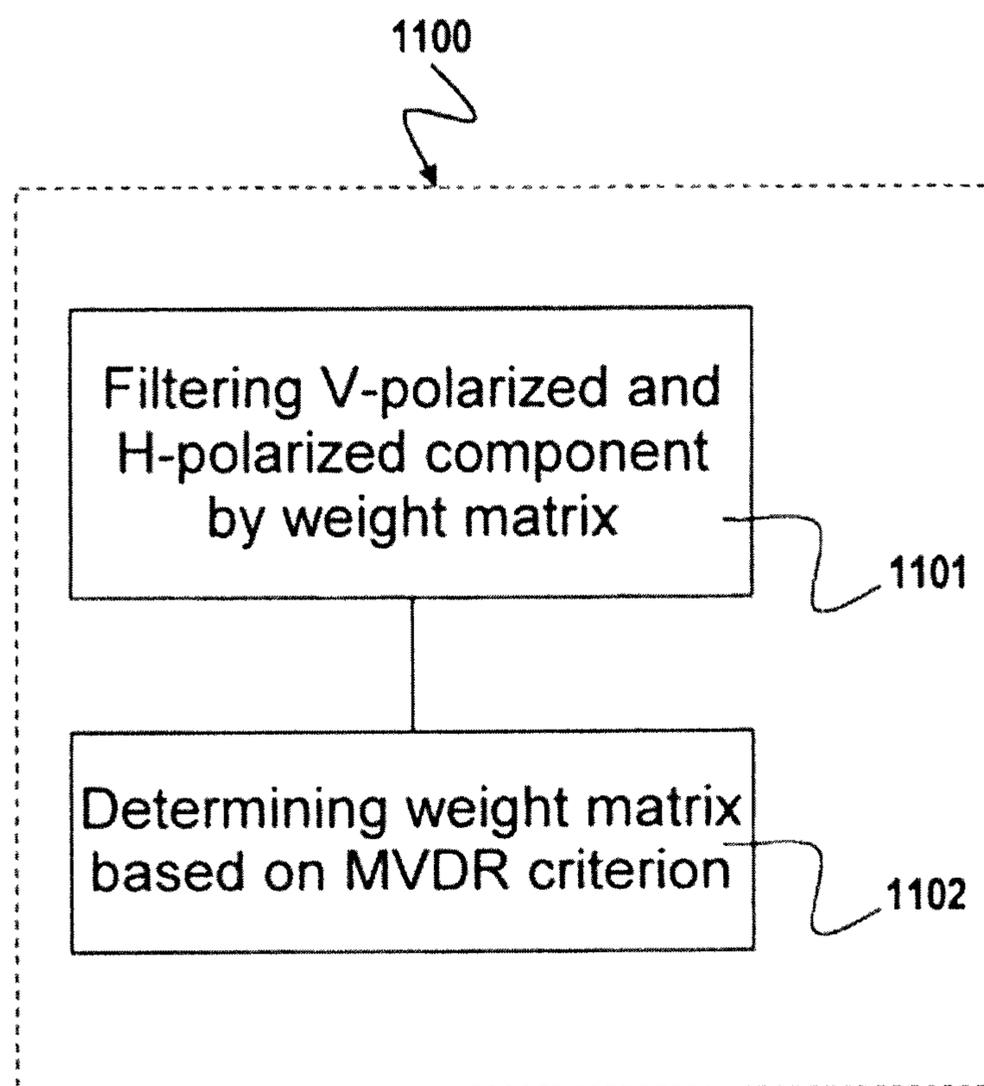 1100
Filtering V-polarized and
H-polarized component
by weight matrix
1101
Determining weight matrix
based on MVDR criterion
1102